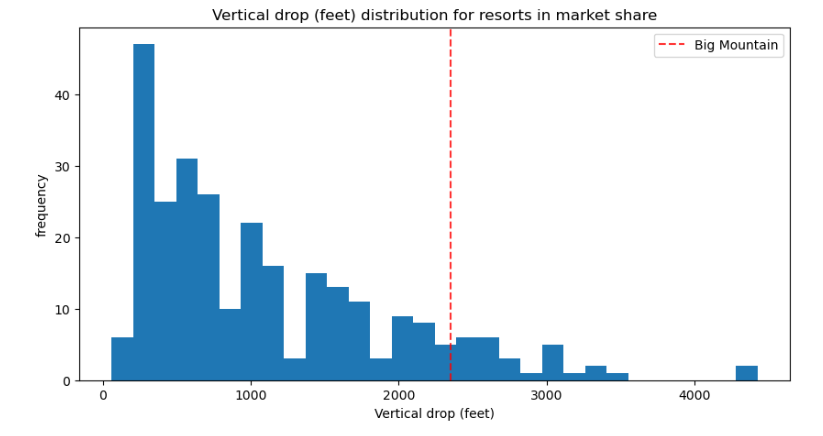 Vertical drop (feet) distribution for resorts in market share
Big Mountain
40
30
20
10
0
frequency
0 1000 2000 3000 4000
Vertical drop (feet)